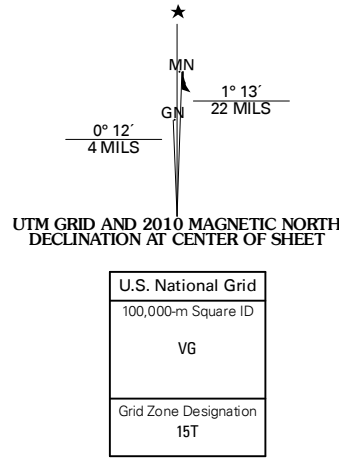 ★
MN
1° 13´
22 MILS
GN
0° 12´
4 MILS
UTM GRID AND 2010 MAGNETIC NORTH
DECLINATION AT CENTER OF SHEET
U.S. National Grid
100,000-m Square ID
VG
Grid Zone Designation
15T